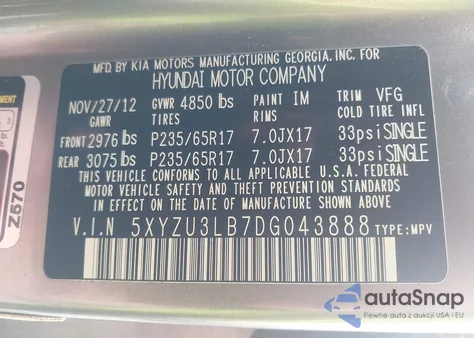 MFD. BY KIA MOTORS MANUFACTURING GEORGIA, INC. FOR
HYUNDAI MOTOR COMPANY
NOV/27/12 GVWR 4850 lbs PAINT IM TRIM VFG
GAWR TIRES RIMS COLD TIRE INFL
FRONT 2976 lbs P235/65R17 7.0JX17 33psi SINGLE
REAR 3075 lbs P235/65R17 7.0JX17 33psi SINGLE
THIS VEHICLE CONFORMS TO ALL APPLICABLE FEDERAL
MOTOR VEHICLE SAFETY, BUMPER, AND THEFT PREVENTION
STANDARDS IN EFFECT ON THE DATE OF MANUFACTURE SHOWN ABOVE.
V.I.N 5XYZU3LB7DG043888 TYPE: MPV
Z670
autoSnap
Pewne auta z aukcji USA i EU